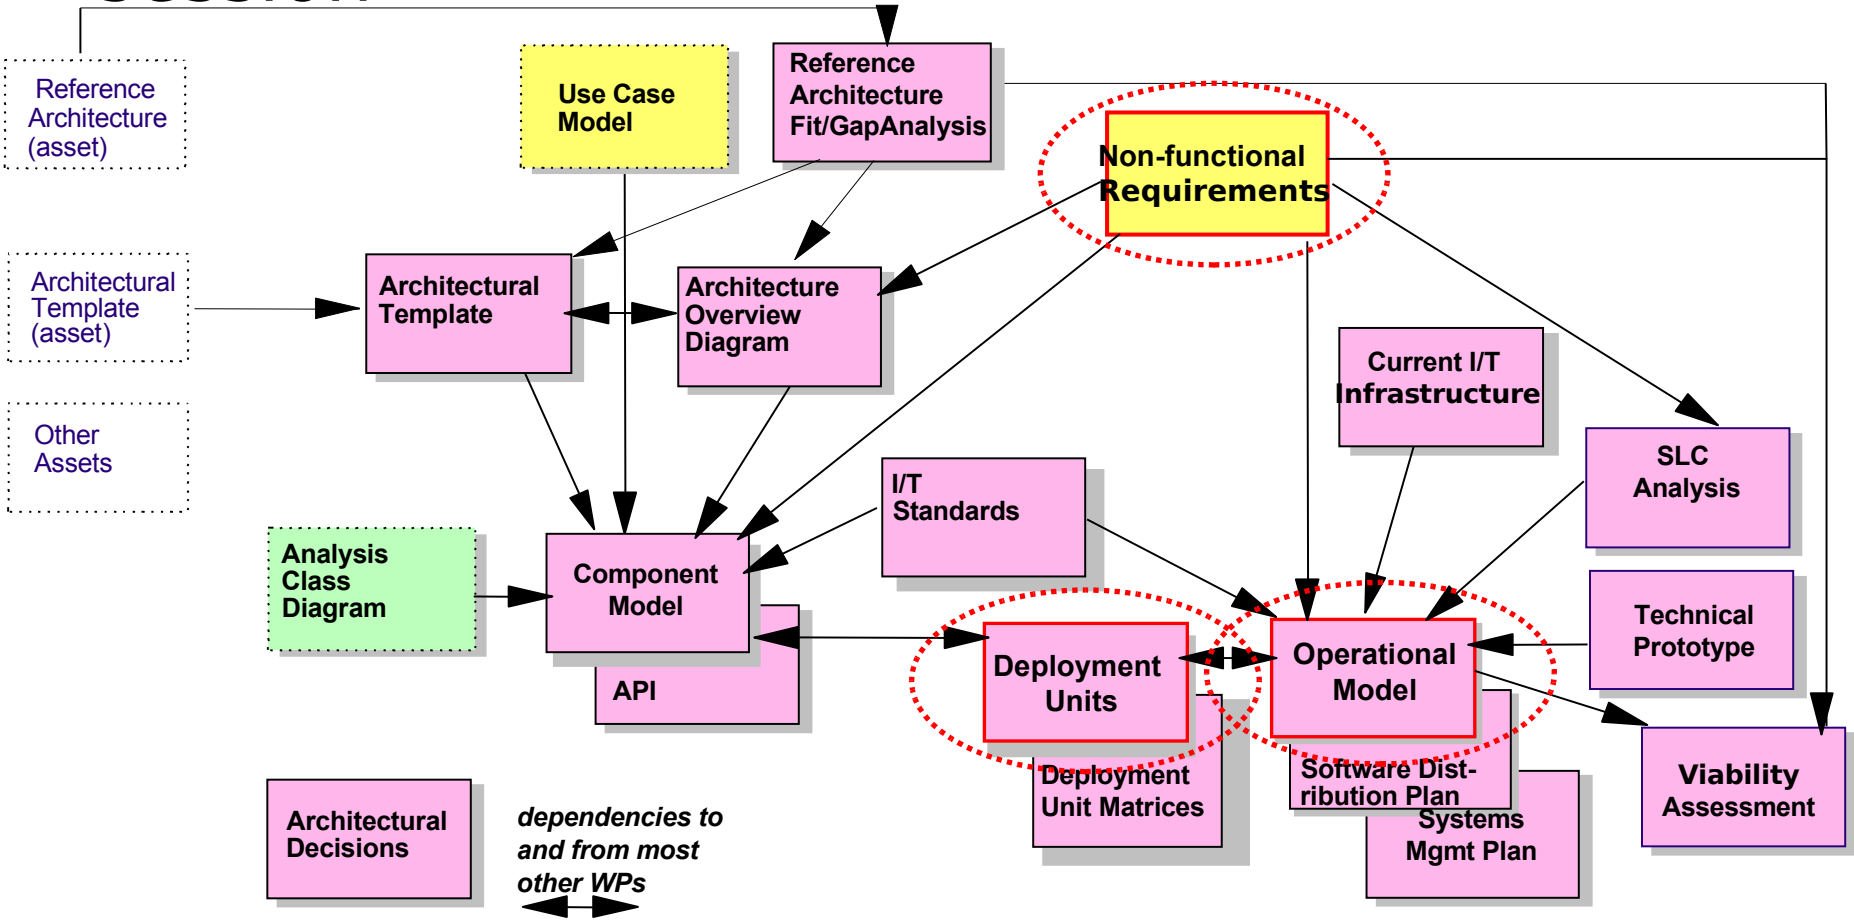 Reference
Architecture
(asset)
Use Case
Model
Reference
Architecture
Fit/GapAnalysis
Non-functional
Requirements
Architectural
Template
(asset)
Architectural
Template
Architecture
Overview
Diagram
Current I/T
Infrastructure
Other
Assets
SLC
Analysis
I/T
Standards
Analysis
Class
Diagram
Component
Model
API
Deployment
Units
Operational
Model
Technical
Prototype
Deployment
Unit Matrices
Software Dist-
ribution Plan
Systems
Mgmt Plan
Viability
Assessment
Architectural
Decisions
dependencies to
and from most
other WPs